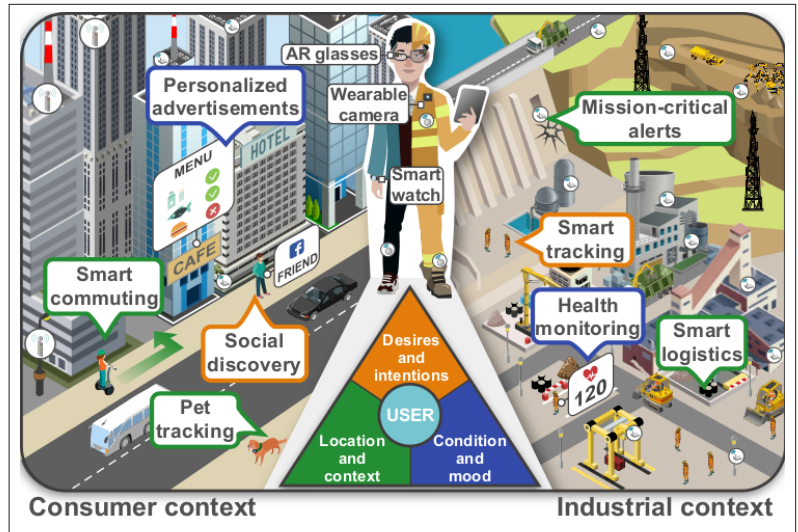 AR glasses
Wearable
camera
Smart
watch
Personalized
advertisements
MENU
HOTEL
CAFE
f
FRIEND
Smart
commuting
Social
discovery
Pet
tracking
Mission-critical
alerts
Smart
tracking
Health
monitoring
120
Smart
logistics
Desires
and
intentions
USER
Location
and
context
Condition
and
mood
Consumer context
Industrial context